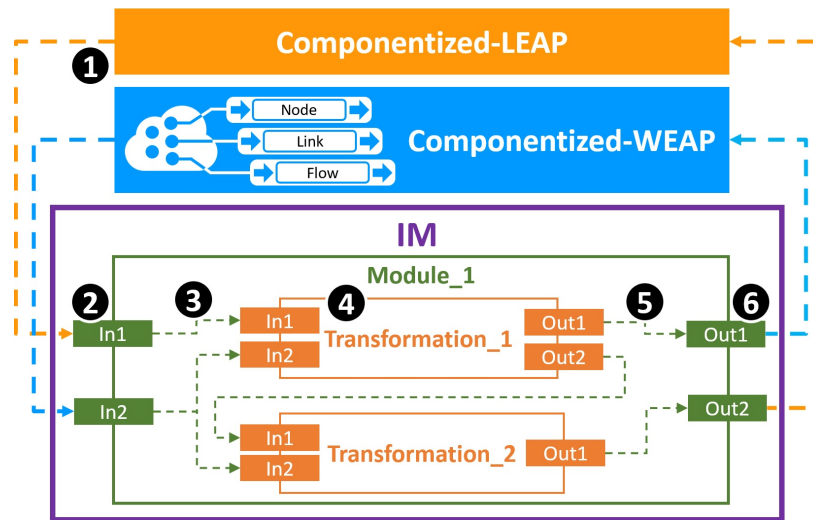 Componentized-LEAP
1
Node
Link
Flow
Componentized-WEAP
IM
Module_1
2
3
4
5
6
In1
In1
Transformation_1
Out1
Out1
In2
Out2
In2
Out2
In1
In2
Transformation_2
Out1